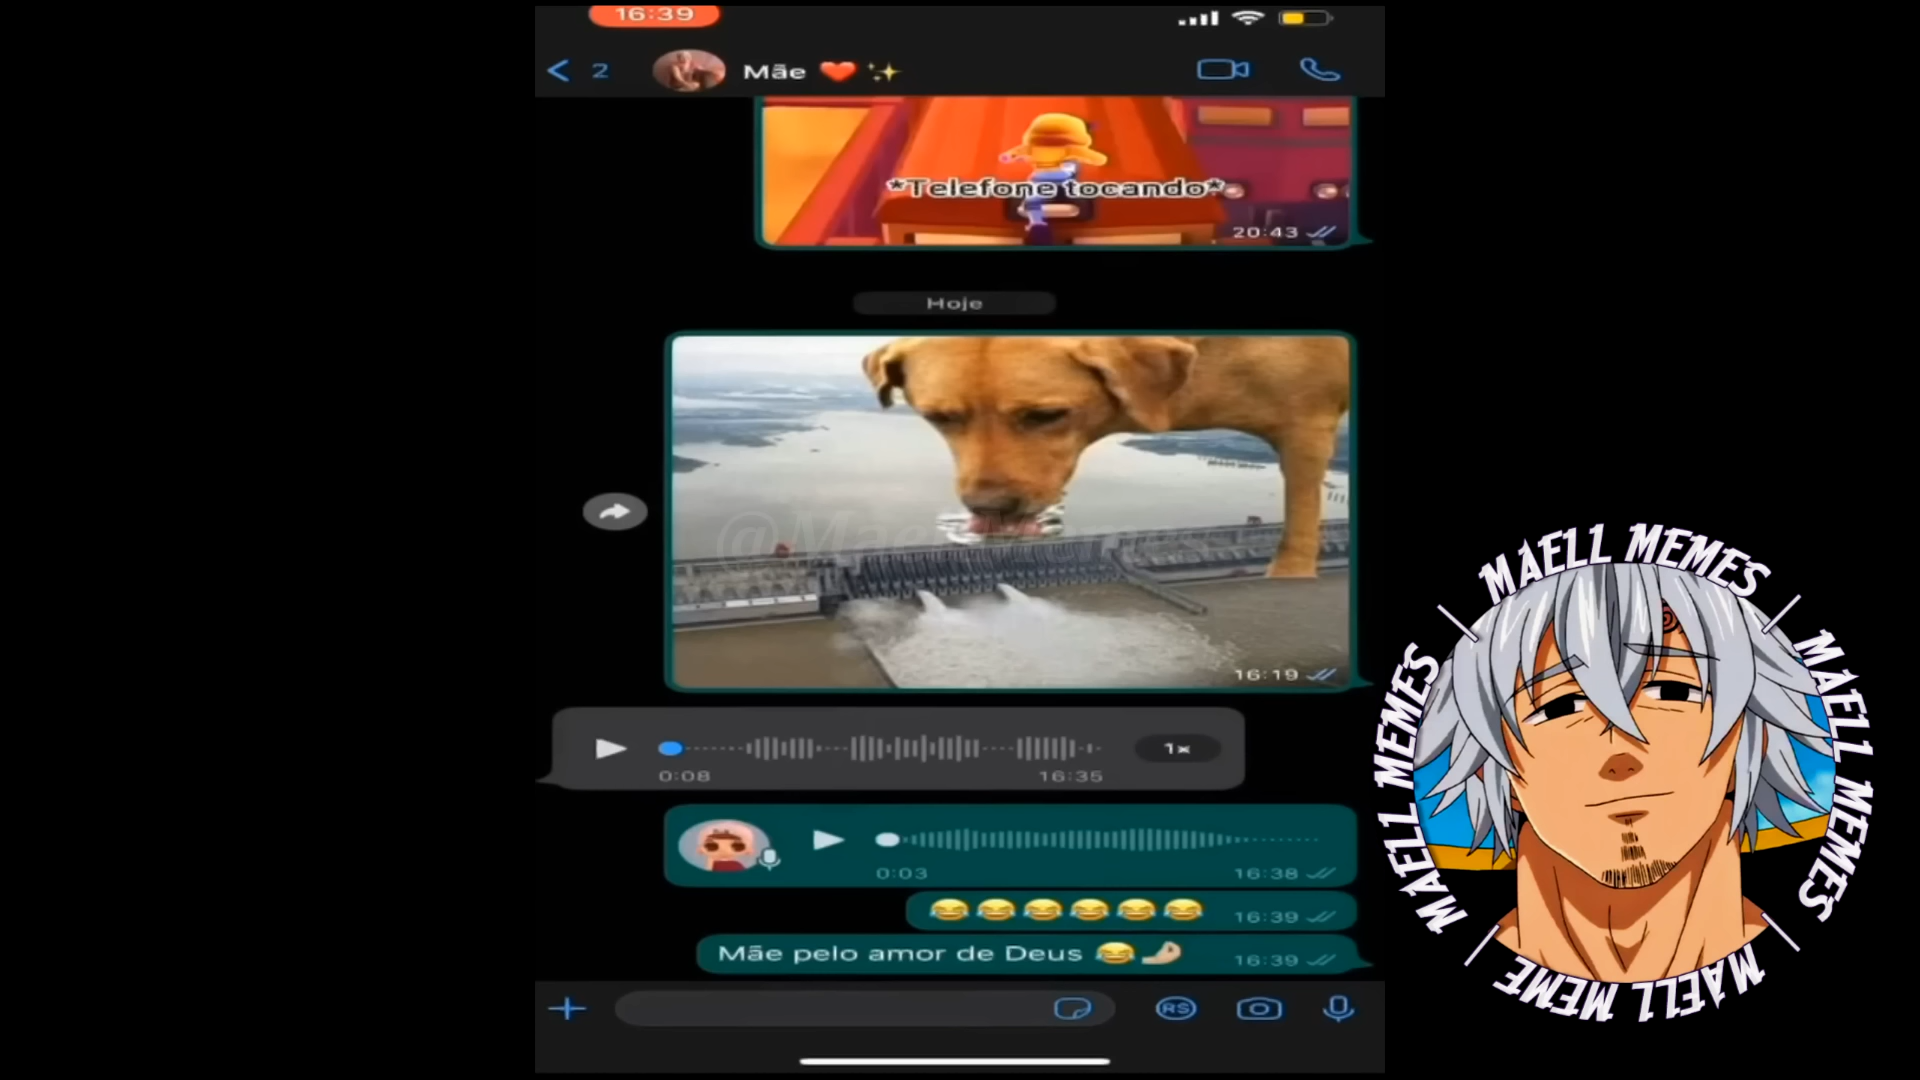 16:39
2
Mãe ❤️✨
*Telefone tocando*
20:43
Hoje
16:19
1x
0:08
16:35
0:03
16:38
😂😂😂😂😂😂 16:39
Mãe pelo amor de Deus 😂🤌🏼 16:39
R$
MAELL MEMES
MAELL MEMES
MAELL MEME
MAELL MEMES